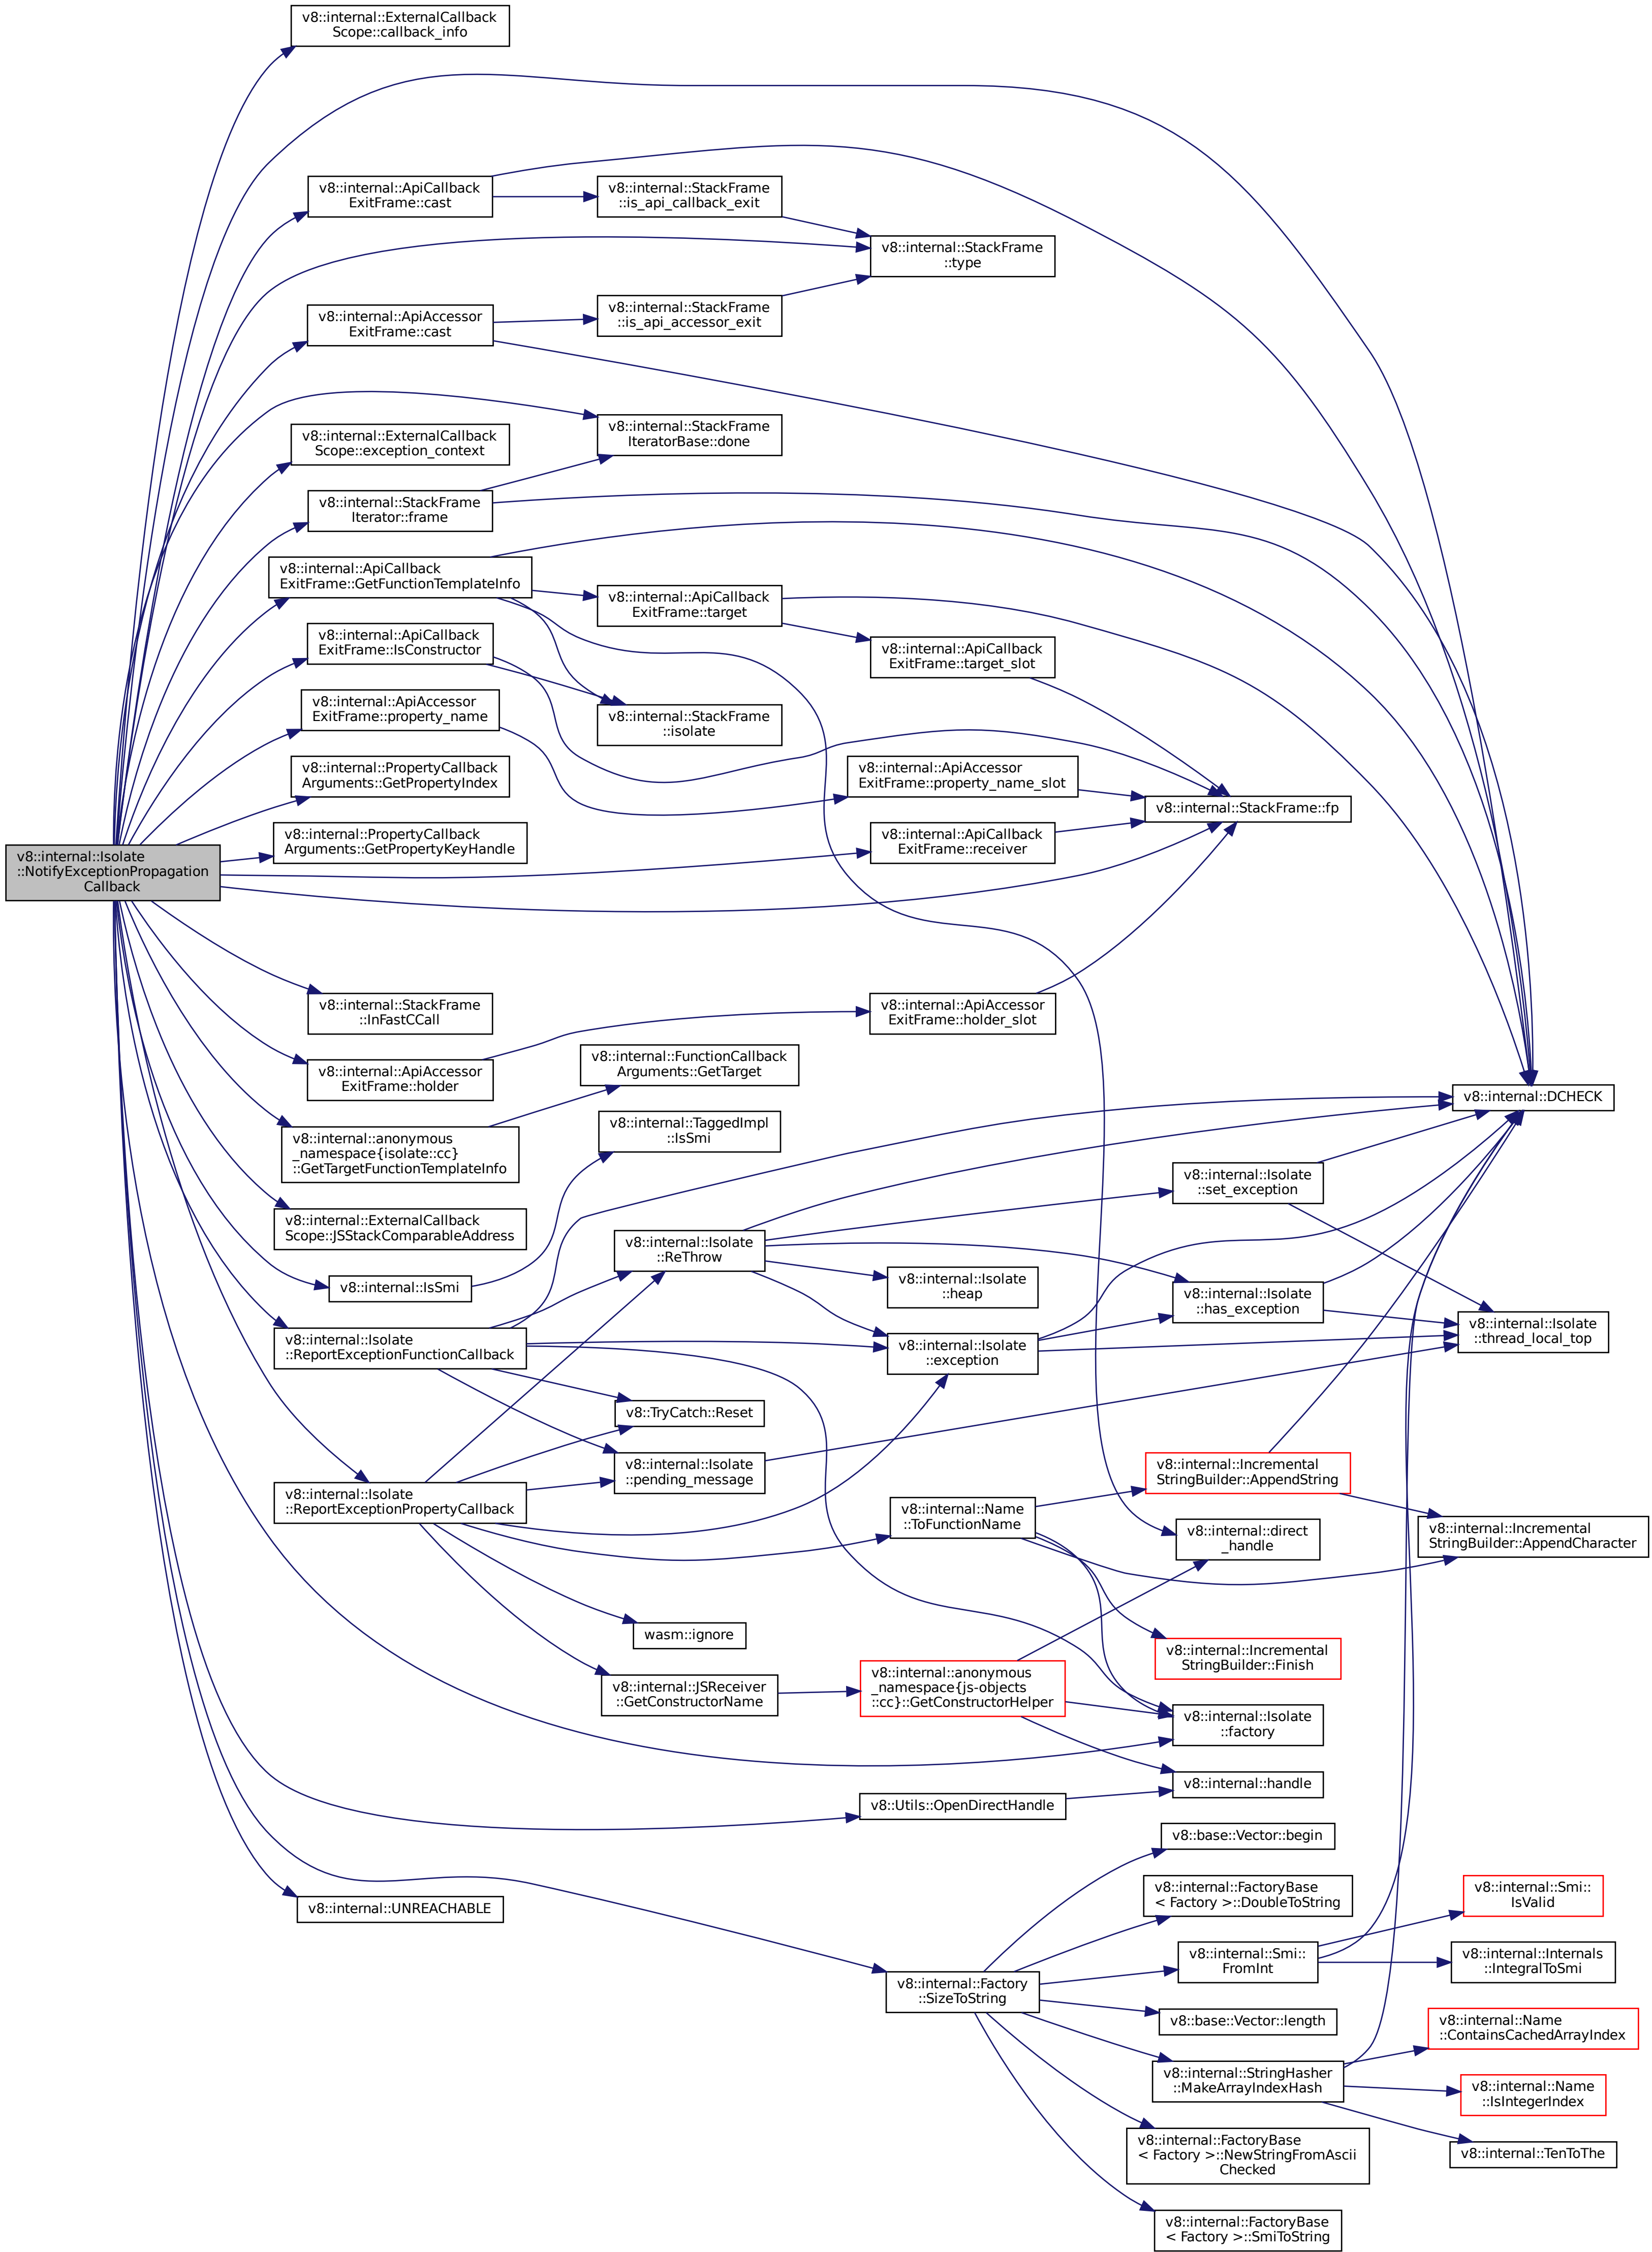 v8::internal::ExternalCallback
Scope::callback_info
v8::internal::ApiCallback
ExitFrame::cast
v8::internal::StackFrame
::is_api_callback_exit
v8::internal::StackFrame
::type
v8::internal::ApiAccessor
ExitFrame::cast
v8::internal::StackFrame
::is_api_accessor_exit
v8::internal::StackFrame
IteratorBase::done
v8::internal::ExternalCallback
Scope::exception_context
v8::internal::StackFrame
Iterator::frame
v8::internal::ApiCallback
ExitFrame::GetFunctionTemplateInfo
v8::internal::ApiCallback
ExitFrame::target
v8::internal::ApiCallback
ExitFrame::IsConstructor
v8::internal::ApiCallback
ExitFrame::target_slot
v8::internal::ApiAccessor
ExitFrame::property_name
v8::internal::StackFrame
::isolate
v8::internal::PropertyCallback
Arguments::GetPropertyIndex
v8::internal::ApiAccessor
ExitFrame::property_name_slot
v8::internal::StackFrame::fp
v8::internal::PropertyCallback
Arguments::GetPropertyKeyHandle
v8::internal::ApiCallback
ExitFrame::receiver
v8::internal::Isolate
::NotifyExceptionPropagation
Callback
v8::internal::StackFrame
::InFastCCall
v8::internal::ApiAccessor
ExitFrame::holder_slot
v8::internal::ApiAccessor
ExitFrame::holder
v8::internal::FunctionCallback
Arguments::GetTarget
v8::internal::DCHECK
v8::internal::anonymous
_namespace{isolate::cc}
::GetTargetFunctionTemplateInfo
v8::internal::TaggedImpl
::IsSmi
v8::internal::Isolate
::set_exception
v8::internal::ExternalCallback
Scope::JSStackComparableAddress
v8::internal::Isolate
::ReThrow
v8::internal::IsSmi
v8::internal::Isolate
::heap
v8::internal::Isolate
::has_exception
v8::internal::Isolate
::thread_local_top
v8::internal::Isolate
::ReportExceptionFunctionCallback
v8::internal::Isolate
::exception
v8::TryCatch::Reset
v8::internal::Isolate
::pending_message
v8::internal::Incremental
StringBuilder::AppendString
v8::internal::Isolate
::ReportExceptionPropertyCallback
v8::internal::Name
::ToFunctionName
v8::internal::direct
_handle
v8::internal::Incremental
StringBuilder::AppendCharacter
wasm::ignore
v8::internal::Incremental
StringBuilder::Finish
v8::internal::JSReceiver
::GetConstructorName
v8::internal::anonymous
_namespace{js-objects
::cc}::GetConstructorHelper
v8::internal::Isolate
::factory
v8::internal::handle
v8::Utils::OpenDirectHandle
v8::base::Vector::begin
v8::internal::UNREACHABLE
v8::internal::FactoryBase
< Factory >::DoubleToString
v8::internal::Smi::
IsValid
v8::internal::Smi::
FromInt
v8::internal::Internals
::IntegralToSmi
v8::internal::Factory
::SizeToString
v8::base::Vector::length
v8::internal::Name
::ContainsCachedArrayIndex
v8::internal::StringHasher
::MakeArrayIndexHash
v8::internal::Name
::IsIntegerIndex
v8::internal::FactoryBase
< Factory >::NewStringFromAscii
Checked
v8::internal::TenToThe
v8::internal::FactoryBase
< Factory >::SmiToString